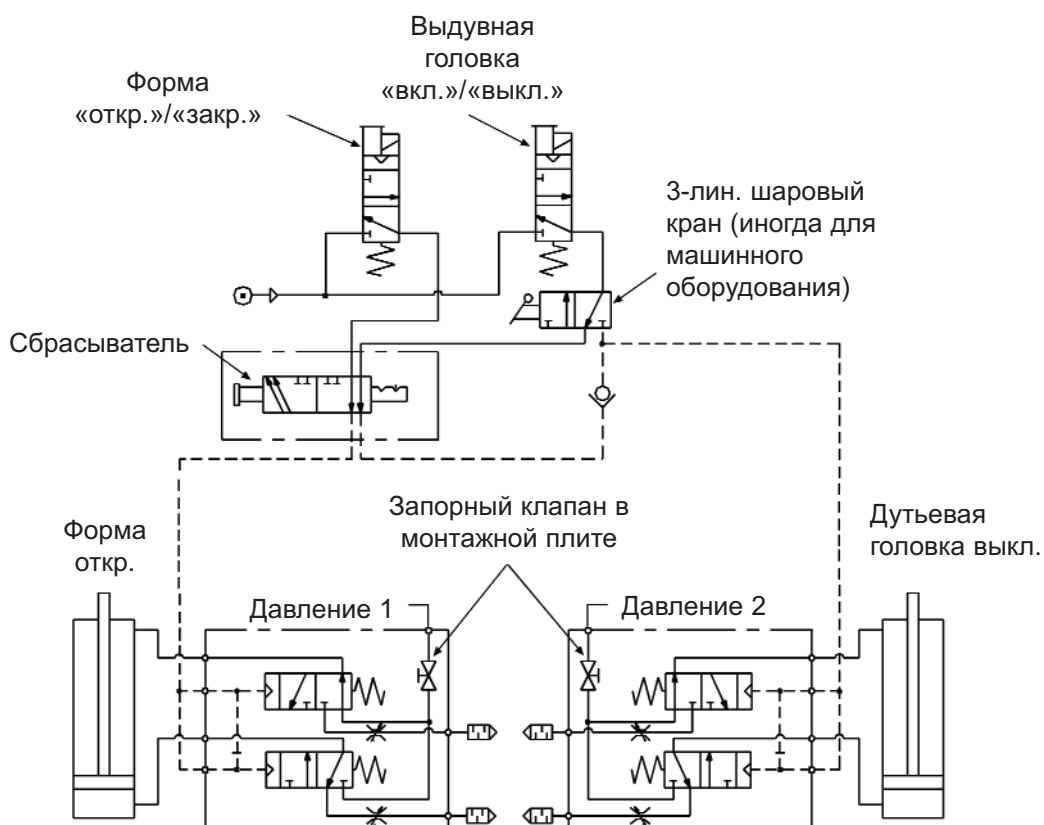 Выдувная
головка
«вкл.»/«выкл.»
Форма
«откр.»/«закр.»
3-лин. шаровый
кран (иногда для
машинного
оборудования)
Сбрасыватель
Запорный клапан в
монтажной плите
Форма
откр.
Дутьевая
головка выкл.
Давление 1
Давление 2